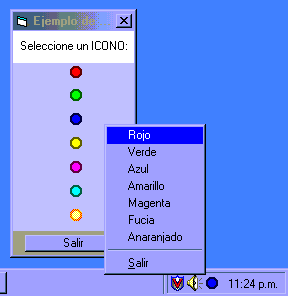 Ejemplo de...
Seleccione un ICONO:
Rojo
Verde
Azul
Amarillo
Magenta
Fucia
Anaranjado
Salir
Salir
11:24 p.m.